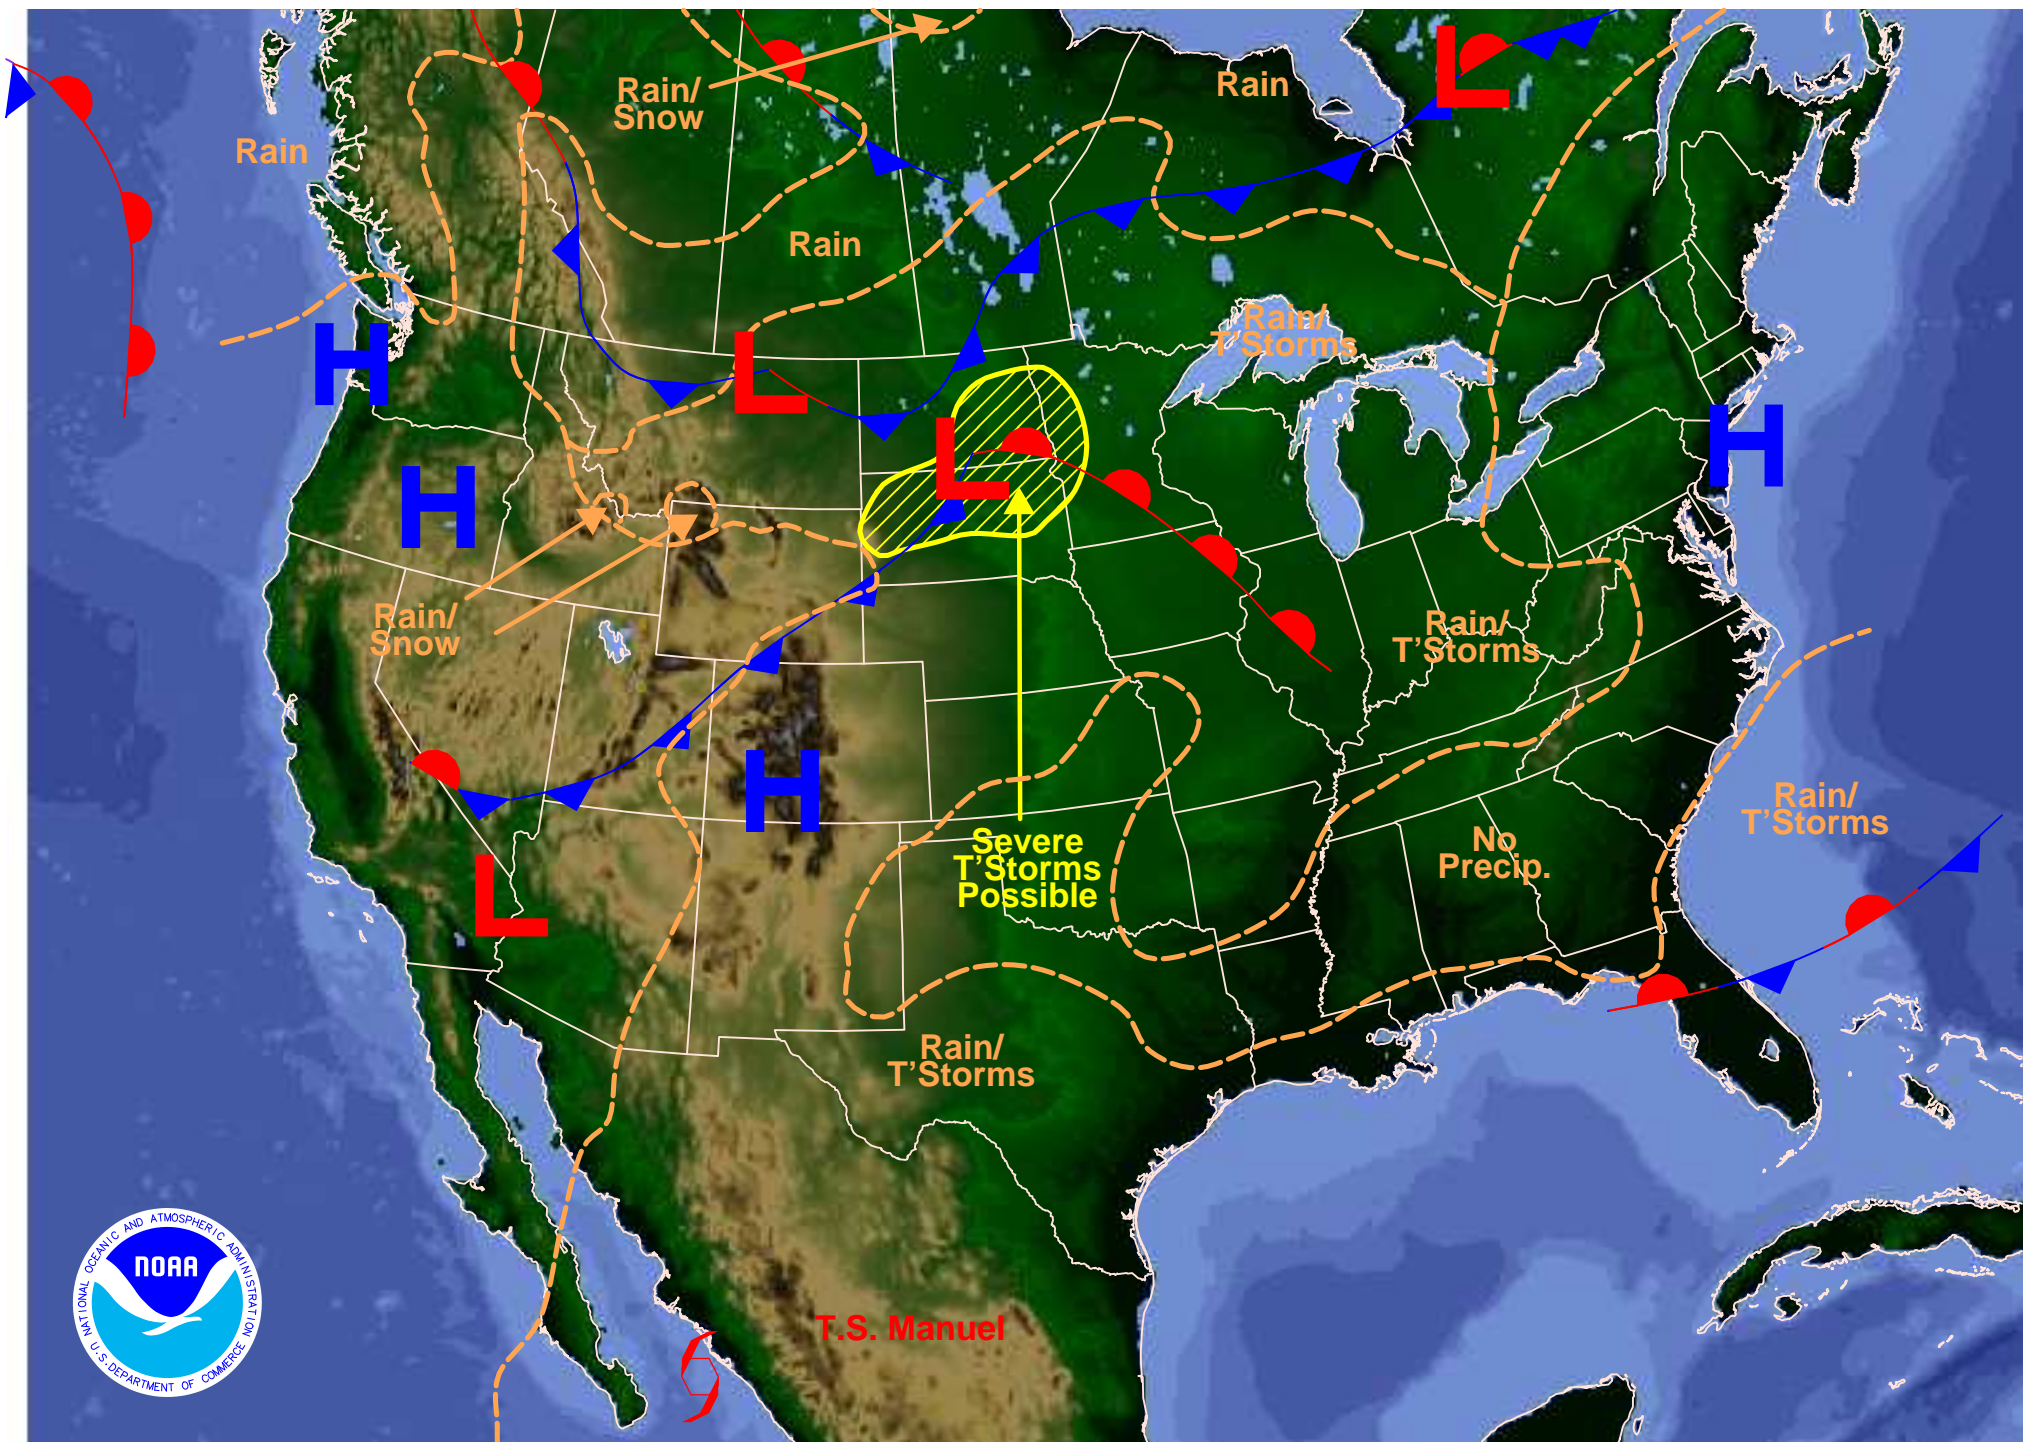 L
Rain/
Snow
Rain
Rain
Rain
Rain/
T'Storms
H
L
H
L
H
Rain/
Snow
Rain/
T'Storms
H
L
Severe
T'Storms
Possible
No
Precip.
Rain/
T'Storms
Rain/
T'Storms
T.S. Manuel
NATIONAL OCEANIC AND ATMOSPHERIC ADMINISTRATION
NOAA
U.S. DEPARTMENT OF COMMERCE